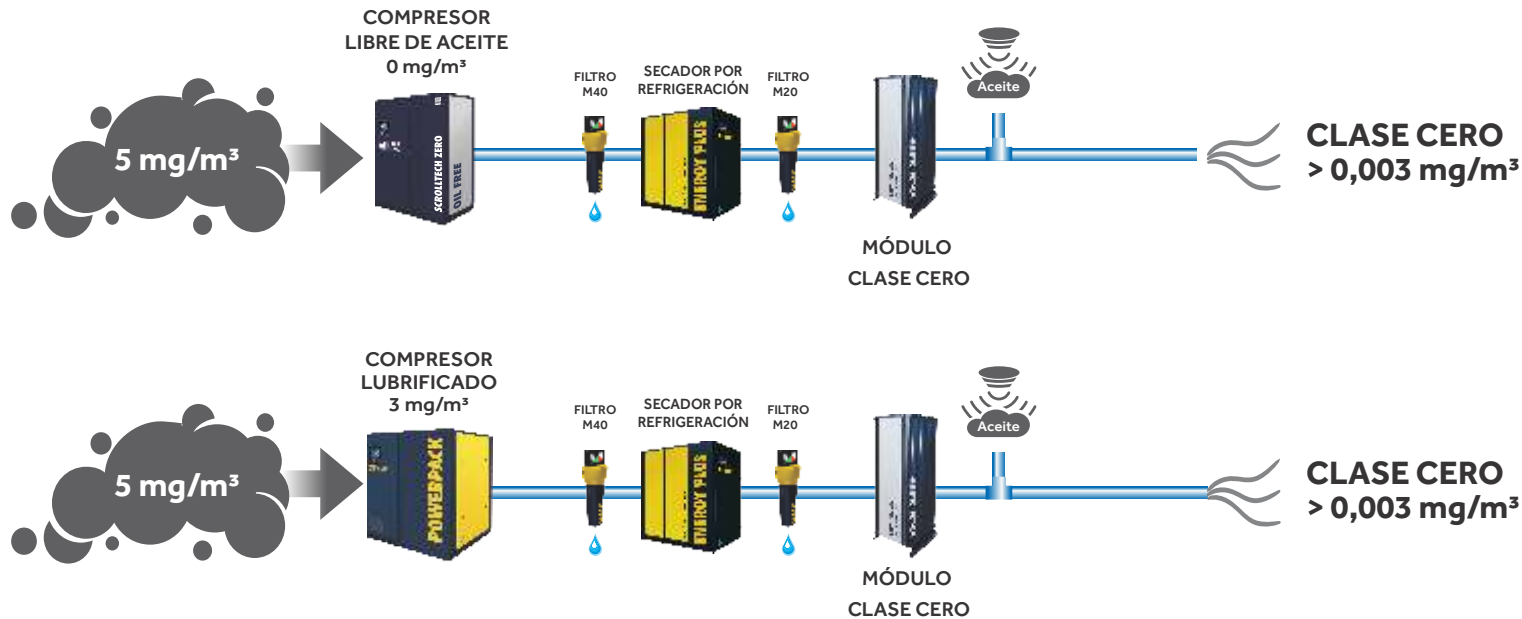 COMPRESOR
LIBRE DE ACEITE
0 mg/m³
FILTRO
M40
SECADOR POR
REFRIGERACIÓN
FILTRO
M20
Aceite
5 mg/m³
SCROLLTECH ZERO
OIL FREE
ENERGY PLUS
CLASE CERO
> 0,003 mg/m³
MÓDULO
CLASE CERO
COMPRESOR
LUBRIFICADO
3 mg/m³
FILTRO
M40
SECADOR POR
REFRIGERACIÓN
FILTRO
M20
Aceite
5 mg/m³
POWERPACK
ENERGY PLUS
CLASE CERO
> 0,003 mg/m³
MÓDULO
CLASE CERO